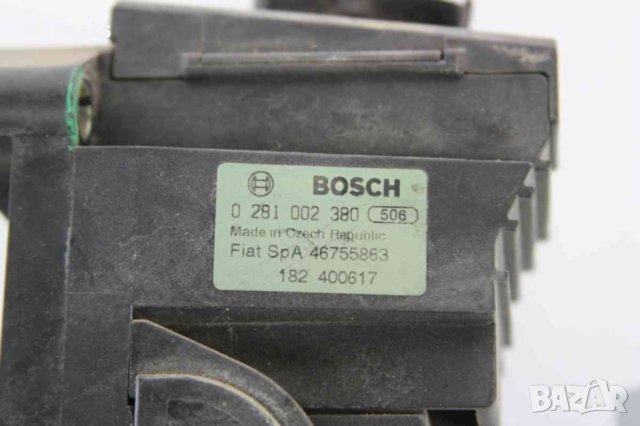 BOSCH
0 281 002 380 506
Made in Czech Republic
Fiat SpA 46755863
182 400617
BAZAR